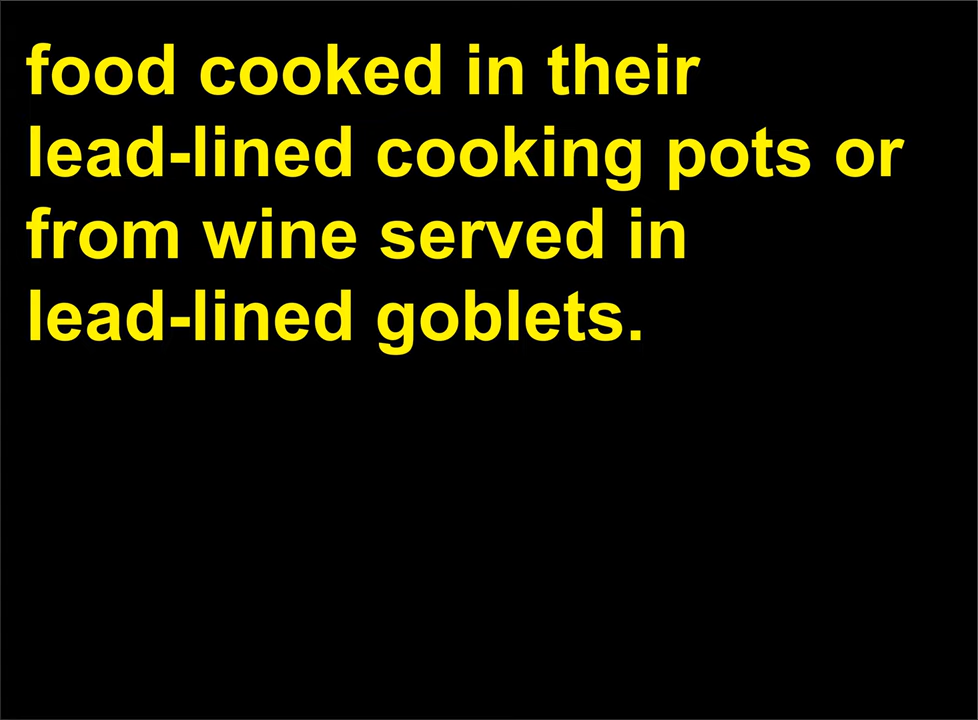 food cooked in their
lead-lined cooking pots or
from wine served in
lead-lined goblets.